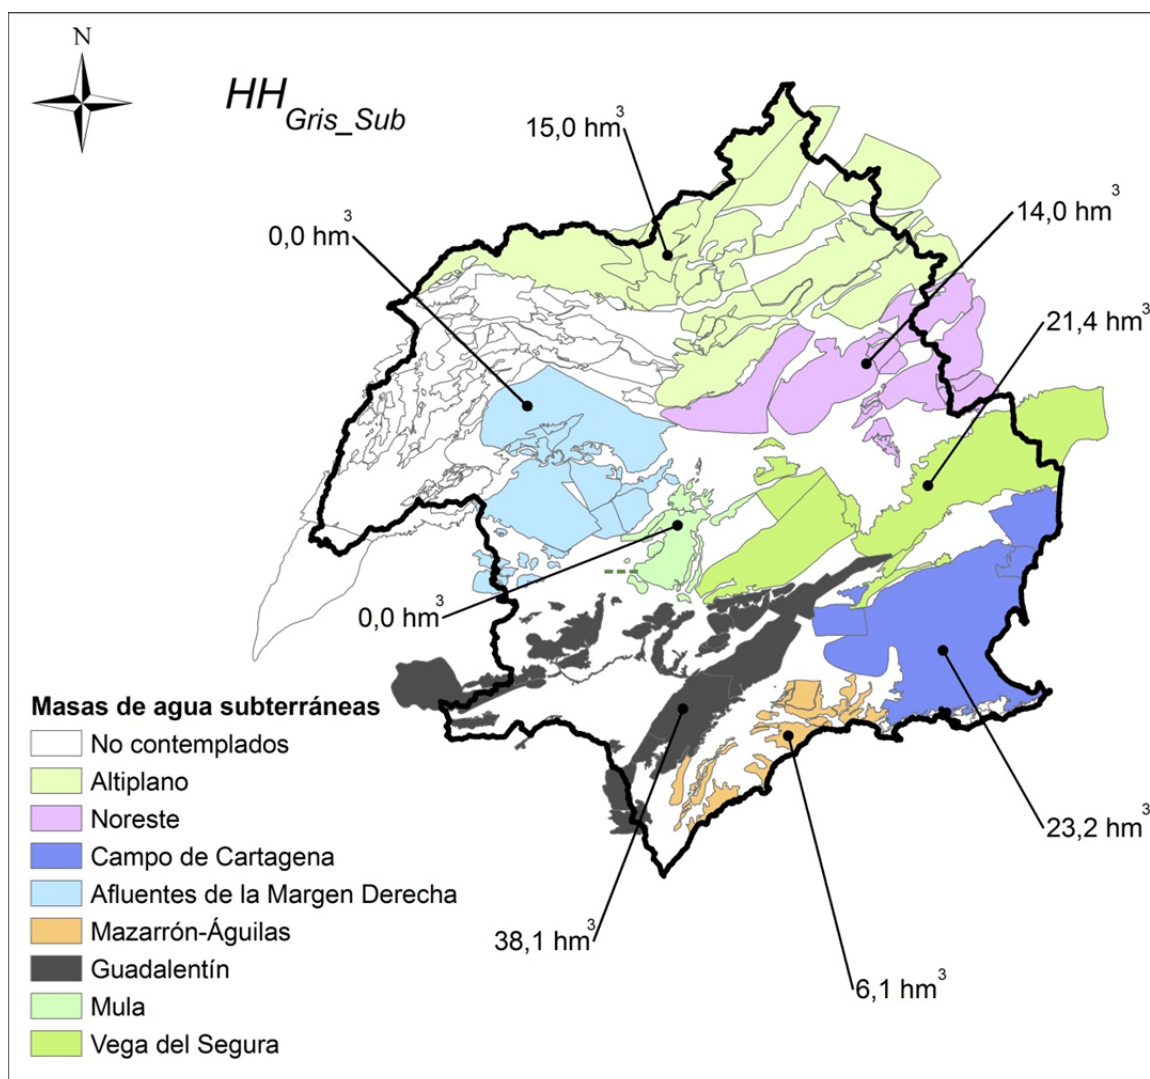 N
HH Gris_Sub
15,0 hm³
0,0 hm³
14,0 hm³
21,4 hm³
0,0 hm³
Masas de agua subterráneas
No contemplados
Altiplano
Noreste
Campo de Cartagena
Afluentes de la Margen Derecha
Mazarrón-Águilas
Guadalentín
Mula
Vega del Segura
23,2 hm³
38,1 hm³
6,1 hm³